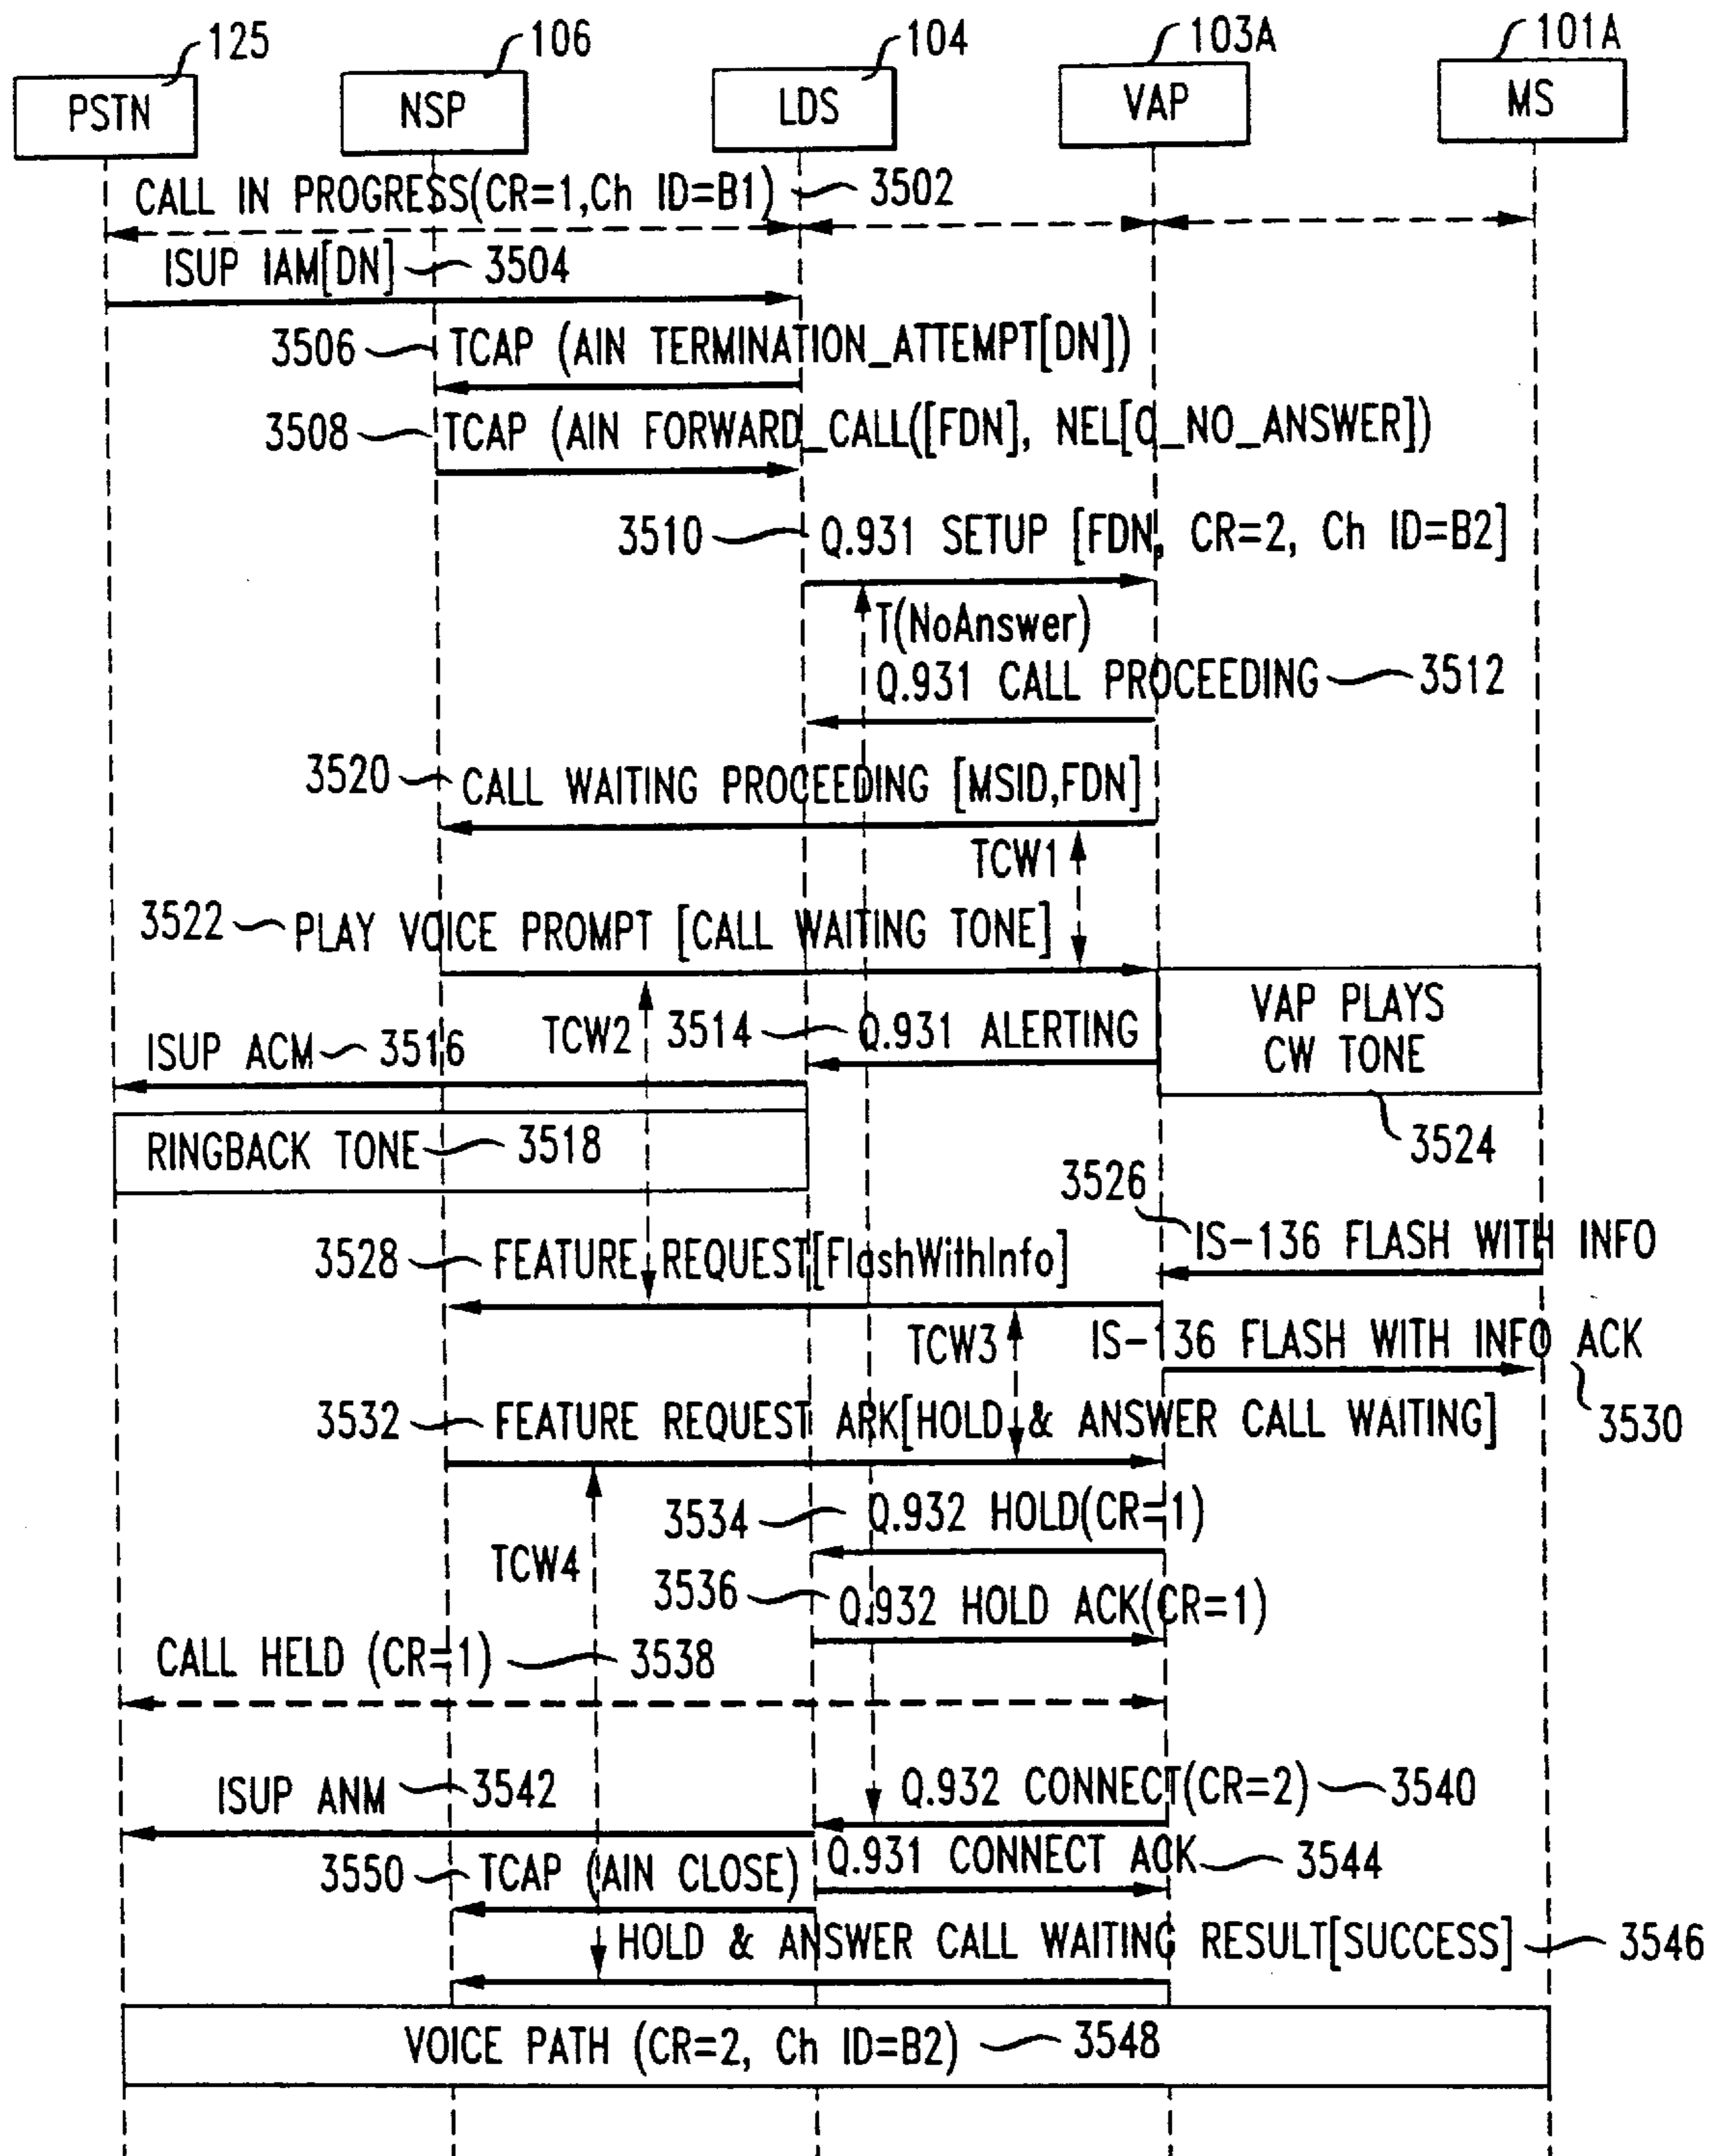 125
106
104
103A
101A
PSTN
NSP
LDS
VAP
MS
CALL IN PROGRESS(CR=1,Ch ID=B1) 3502
ISUP IAM[DN] 3504
3506 TCAP (AIN TERMINATION_ATTEMPT[DN])
3508 TCAP (AIN FORWARD_CALL([FDN], NEL[O_NO_ANSWER])
3510 Q.931 SETUP [FDN, CR=2, Ch ID=B2]
T(NoAnswer)
Q.931 CALL PROCEEDING 3512
3520 CALL WAITING PROCEEDING [MSID,FDN]
TCW1
3522 PLAY VOICE PROMPT [CALL WAITING TONE]
VAP PLAYS
CW TONE
3524
TCW2
3514 Q.931 ALERTING
ISUP ACM 3516
RINGBACK TONE 3518
3526
IS-136 FLASH WITH INFO
3528 FEATURE REQUEST[FlashWithInfo]
TCW3
IS-136 FLASH WITH INFO ACK
3530
3532 FEATURE REQUEST ARK[HOLD & ANSWER CALL WAITING]
3534 Q.932 HOLD(CR=1)
TCW4
3536 Q.932 HOLD ACK(CR=1)
CALL HELD (CR=1) 3538
Q.932 CONNECT(CR=2) 3540
ISUP ANM 3542
Q.931 CONNECT ACK 3544
3550 TCAP (AIN CLOSE)
HOLD & ANSWER CALL WAITING RESULT[SUCCESS] 3546
VOICE PATH (CR=2, Ch ID=B2) 3548